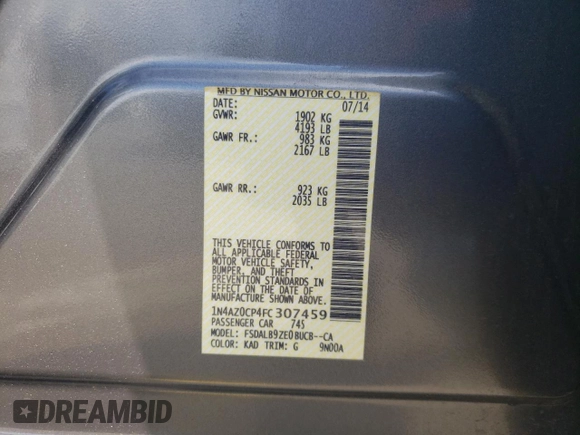 MFD BY NISSAN MOTOR CO., LTD.
DATE: 07/14
GVWR: 1902 KG
4193 LB
GAWR FR.: 983 KG
2167 LB
GAWR RR.: 923 KG
2035 LB
THIS VEHICLE CONFORMS TO
ALL APPLICABLE FEDERAL
MOTOR VEHICLE SAFETY,
BUMPER, AND THEFT
PREVENTION STANDARDS IN
EFFECT ON THE DATE OF
MANUFACTURE SHOWN ABOVE.
1N4AZ0CP4FC307459
PASSENGER CAR 745
MODEL: FSDALB9ZE0BUCB--CA
COLOR: KAD TRIM: G 9N00A
DREAMBID